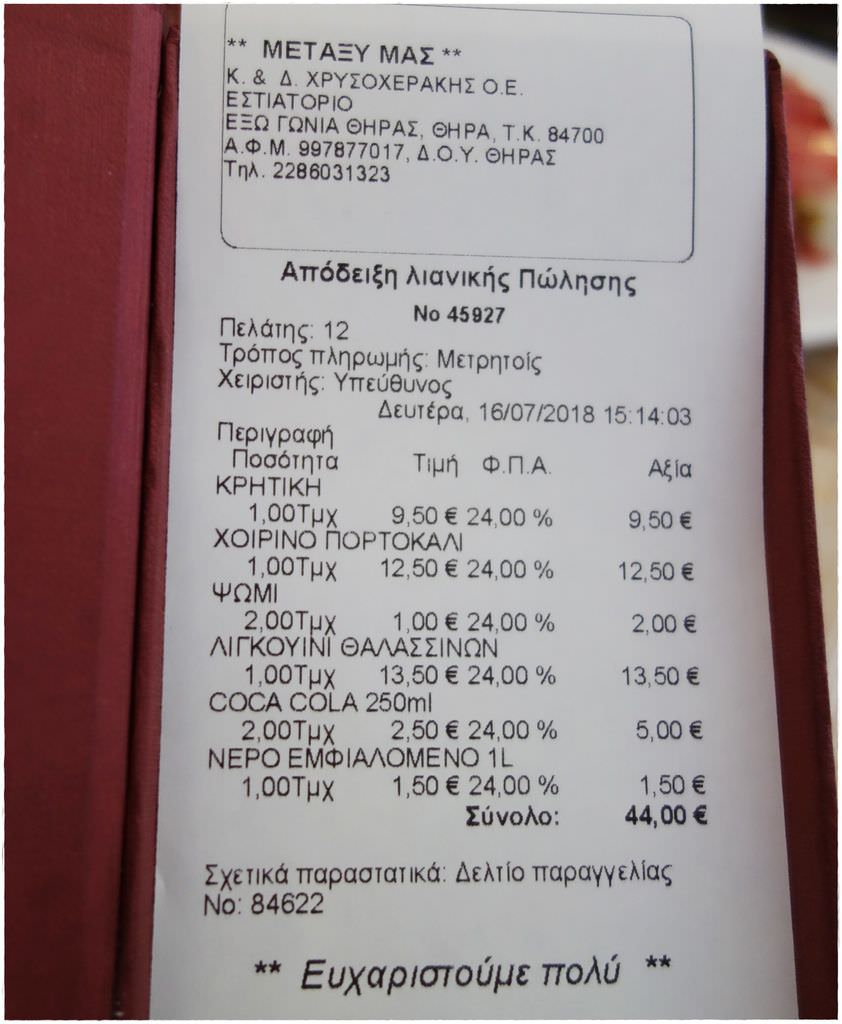 ** ΜΕΤΑΞΥ ΜΑΣ **
Κ. & Δ. ΧΡΥΣΟΧΕΡΑΚΗΣ Ο.Ε.
ΕΣΤΙΑΤΟΡΙΟ
ΕΞΩ ΓΩΝΙΑ ΘΗΡΑΣ, ΘΗΡΑ, Τ.Κ. 84700
Α.Φ.Μ. 997877017, Δ.Ο.Υ. ΘΗΡΑΣ
Τηλ. 2286031323
Απόδειξη Λιανικής Πώλησης
No 45927
Πελάτης: 12
Τρόπος πληρωμής: Μετρητοίς
Χειριστής: Υπεύθυνος
Δευτέρα, 16/07/2018 15:14:03
Περιγραφή
Ποσότητα Τιμή Φ.Π.Α. Αξία
ΚΡΗΤΙΚΗ
1,00Τμχ 9,50 € 24,00 % 9,50 €
ΧΟΙΡΙΝΟ ΠΟΡΤΟΚΑΛΙ
1,00Τμχ 12,50 € 24,00 % 12,50 €
ΨΩΜΙ
2,00Τμχ 1,00 € 24,00 % 2,00 €
ΛΙΓΚΟΥΙΝΙ ΘΑΛΑΣΣΙΝΩΝ
1,00Τμχ 13,50 € 24,00 % 13,50 €
COCA COLA 250ml
2,00Τμχ 2,50 € 24,00 % 5,00 €
ΝΕΡΟ ΕΜΦΙΑΛΟΜΕΝΟ 1L
1,00Τμχ 1,50 € 24,00 % 1,50 €
Σύνολο: 44,00 €
Σχετικά παραστατικά: Δελτίο παραγγελίας
No: 84622
** Ευχαριστούμε πολύ **